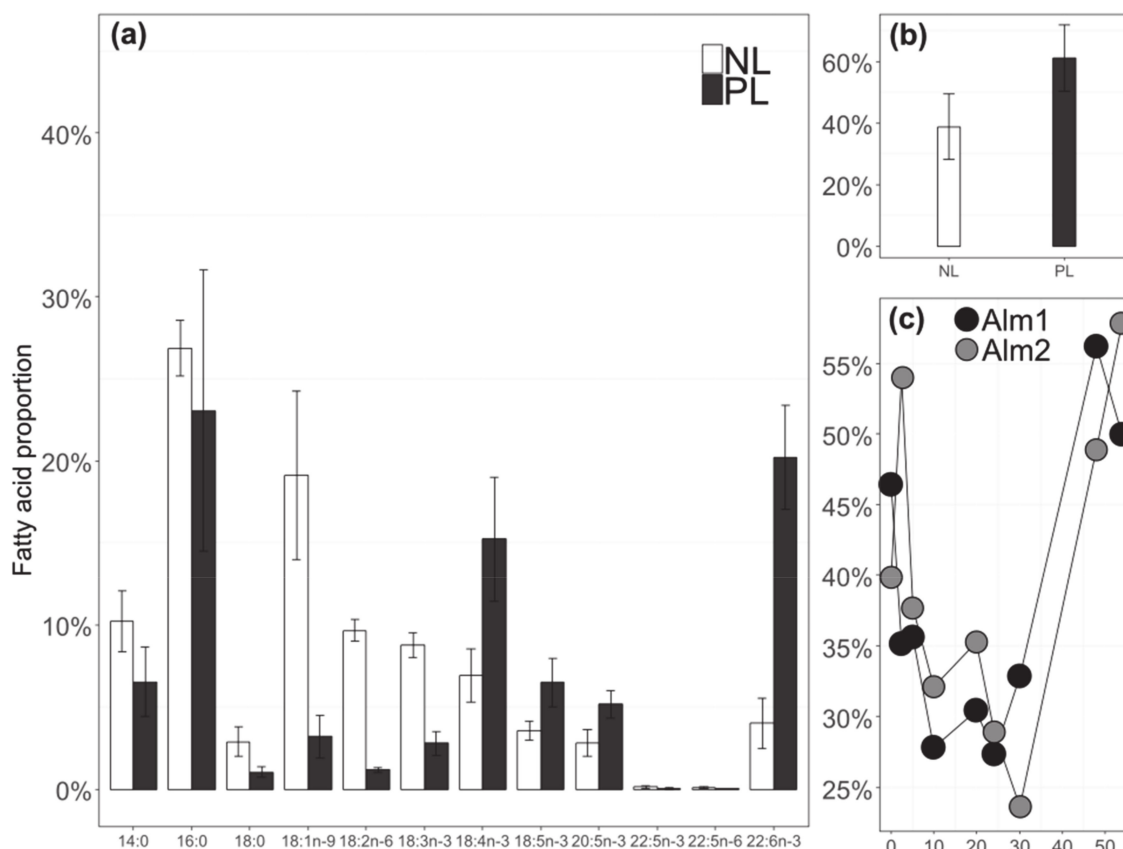 (a)
NL
PL
Fatty acid proportion
40%
30%
20%
10%
0%
14:0 16:0 18:0 18:1n-9 18:2n-6 18:3n-3 18:4n-3 18:5n-3 20:5n-3 22:5n-3 22:5n-6 22:6n-3
(b)
60%
40%
20%
0%
NL PL
(c)
Alm1
Alm2
55%
50%
45%
40%
35%
30%
25%
0 10 20 30 40 50